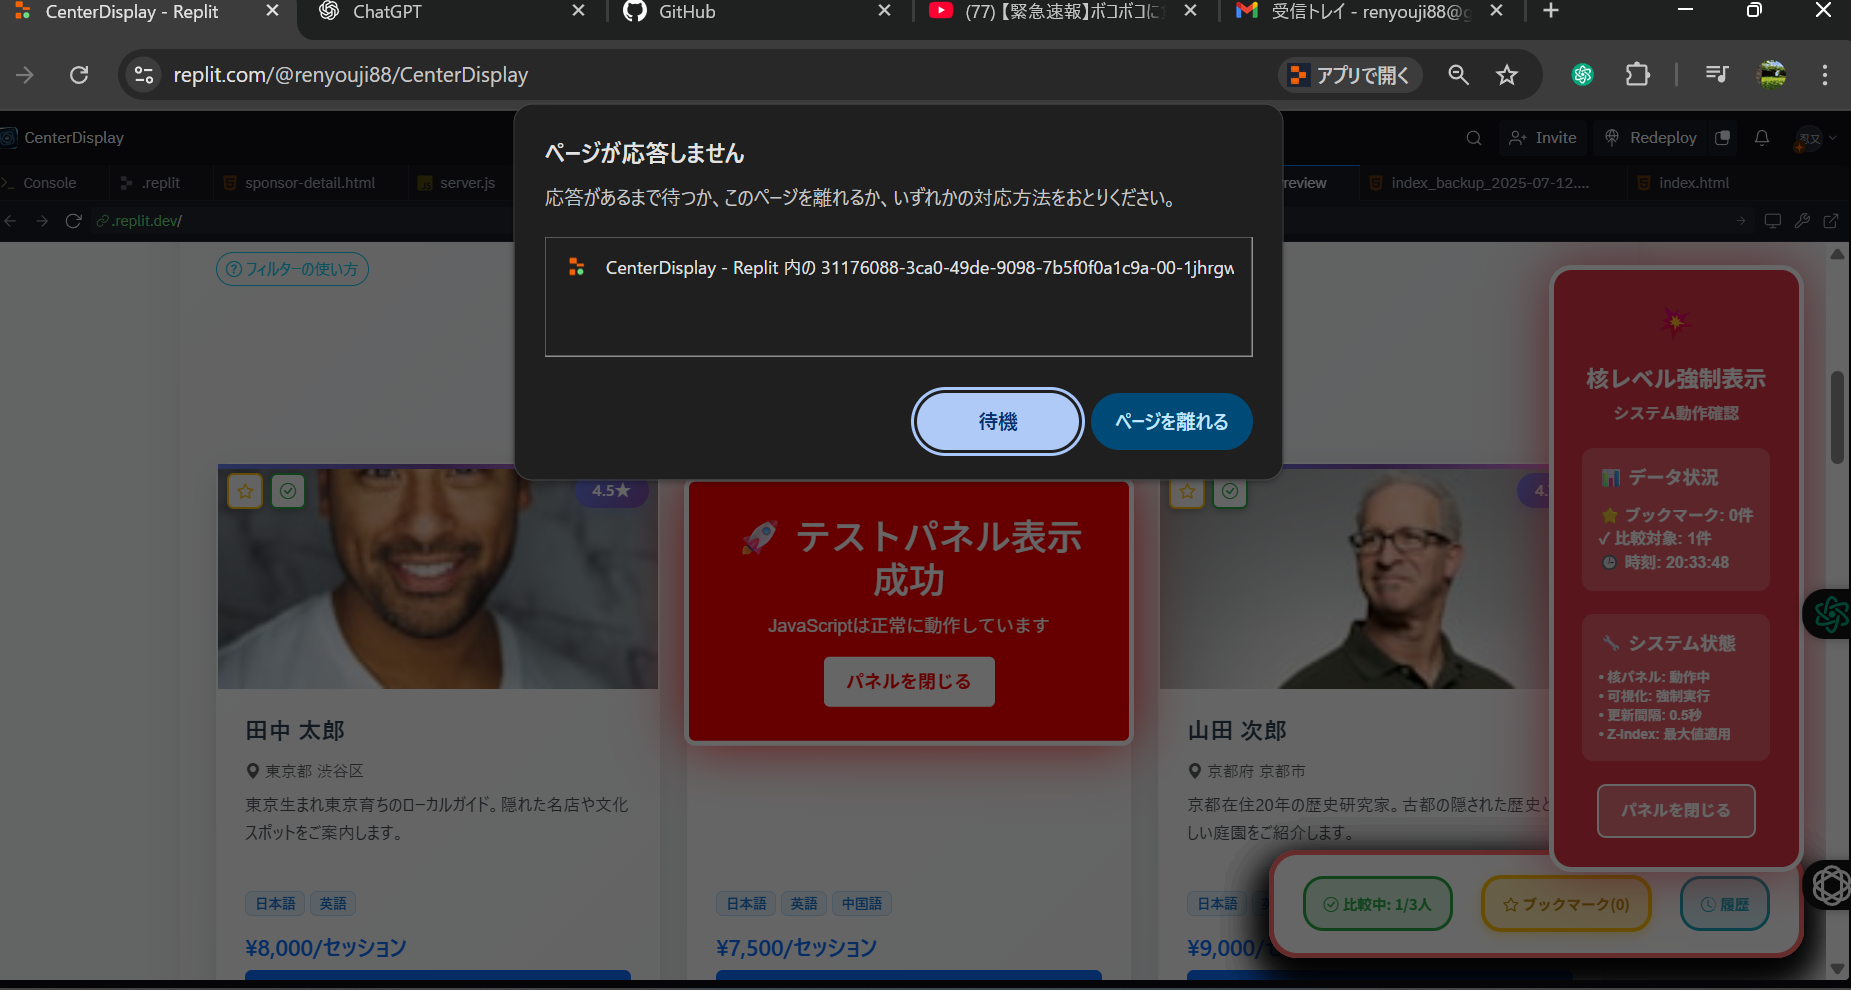 CenterDisplay - Replit
ChatGPT
GitHub
(77)【緊急速報】ボコボコに
受信トレイ - renyouji88@g
replit.com/@renyouji88/CenterDisplay
アプリで開く
CenterDisplay
Invite
Redeploy
Console
.replit
sponsor-detail.html
server.js
review
index_backup_2025-07-12....
index.html
.replit.dev/
ページが応答しません
応答があるまで待つか、このページを離れるか、いずれかの対応方法をおとりください。
CenterDisplay - Replit 内の 31176088-3ca0-49de-9098-7b5f0f0a1c9a-00-1jhrgw
待機
ページを離れる
フィルターの使い方
4.5★
田中 太郎
東京都 渋谷区
東京生まれ東京育ちのローカルガイド。隠れた名店や文化
スポットをご案内します。
日本語
英語
¥8,000/セッション
🚀 テストパネル表示
成功
JavaScriptは正常に動作しています
パネルを閉じる
日本語
英語
中国語
¥7,500/セッション
4.
山田 次郎
京都府 京都市
京都在住20年の歴史研究家。古都の隠された歴史と
しい庭園をご紹介します。
日本語
¥9,000/
核レベル強制表示
システム動作確認
📊 データ状況
⭐ ブックマーク: 0件
✓ 比較対象: 1件
🕒 時刻: 20:33:48
🔧 システム状態
• 核パネル: 動作中
• 可視化: 強制実行
• 更新間隔: 0.5秒
• Z-Index: 最大値適用
パネルを閉じる
比較中: 1/3人
ブックマーク(0)
履歴